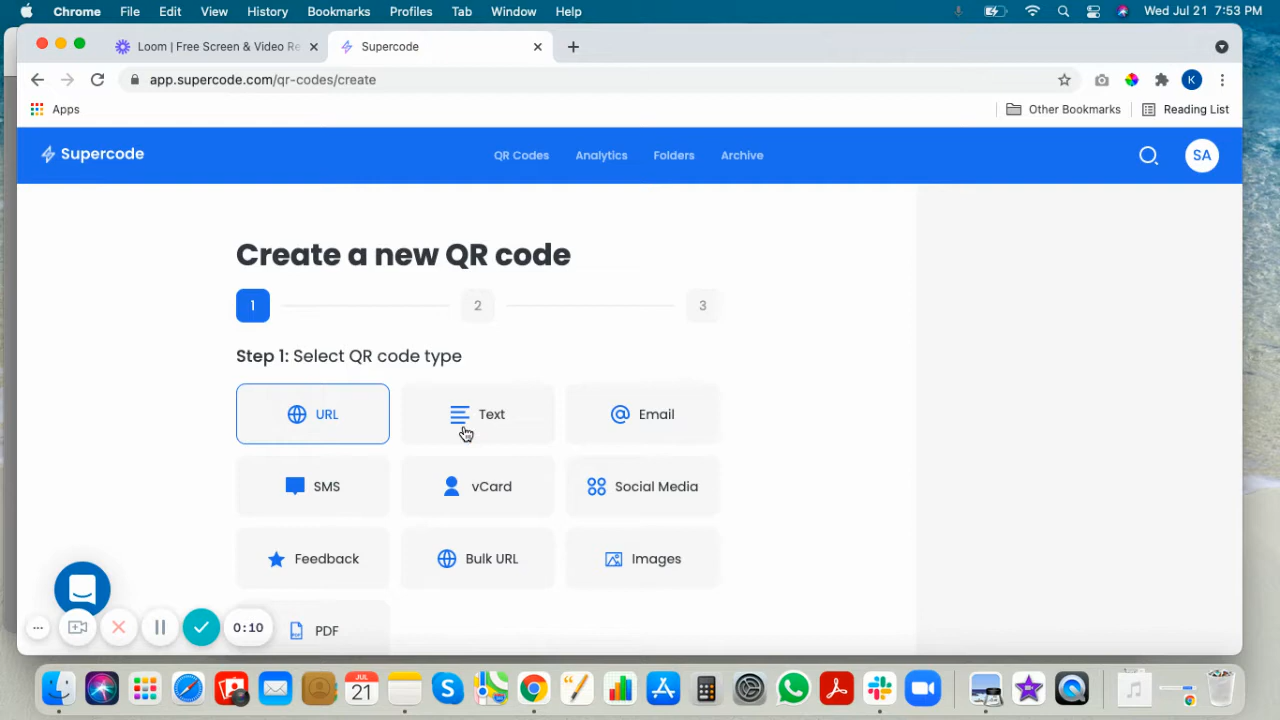 Chrome File Edit View History Bookmarks Profiles Tab Window Help Wed Jul 21 7:53 PM
Loom | Free Screen & Video Re Supercode
app.supercode.com/qr-codes/create K
Apps Other Bookmarks Reading List
Supercode QR Codes Analytics Folders Archive SA
Create a new QR code
1 2 3
Step 1: Select QR code type
URL Text Email
SMS vCard Social Media
Feedback Bulk URL Images
PDF
0:10
JUL
21